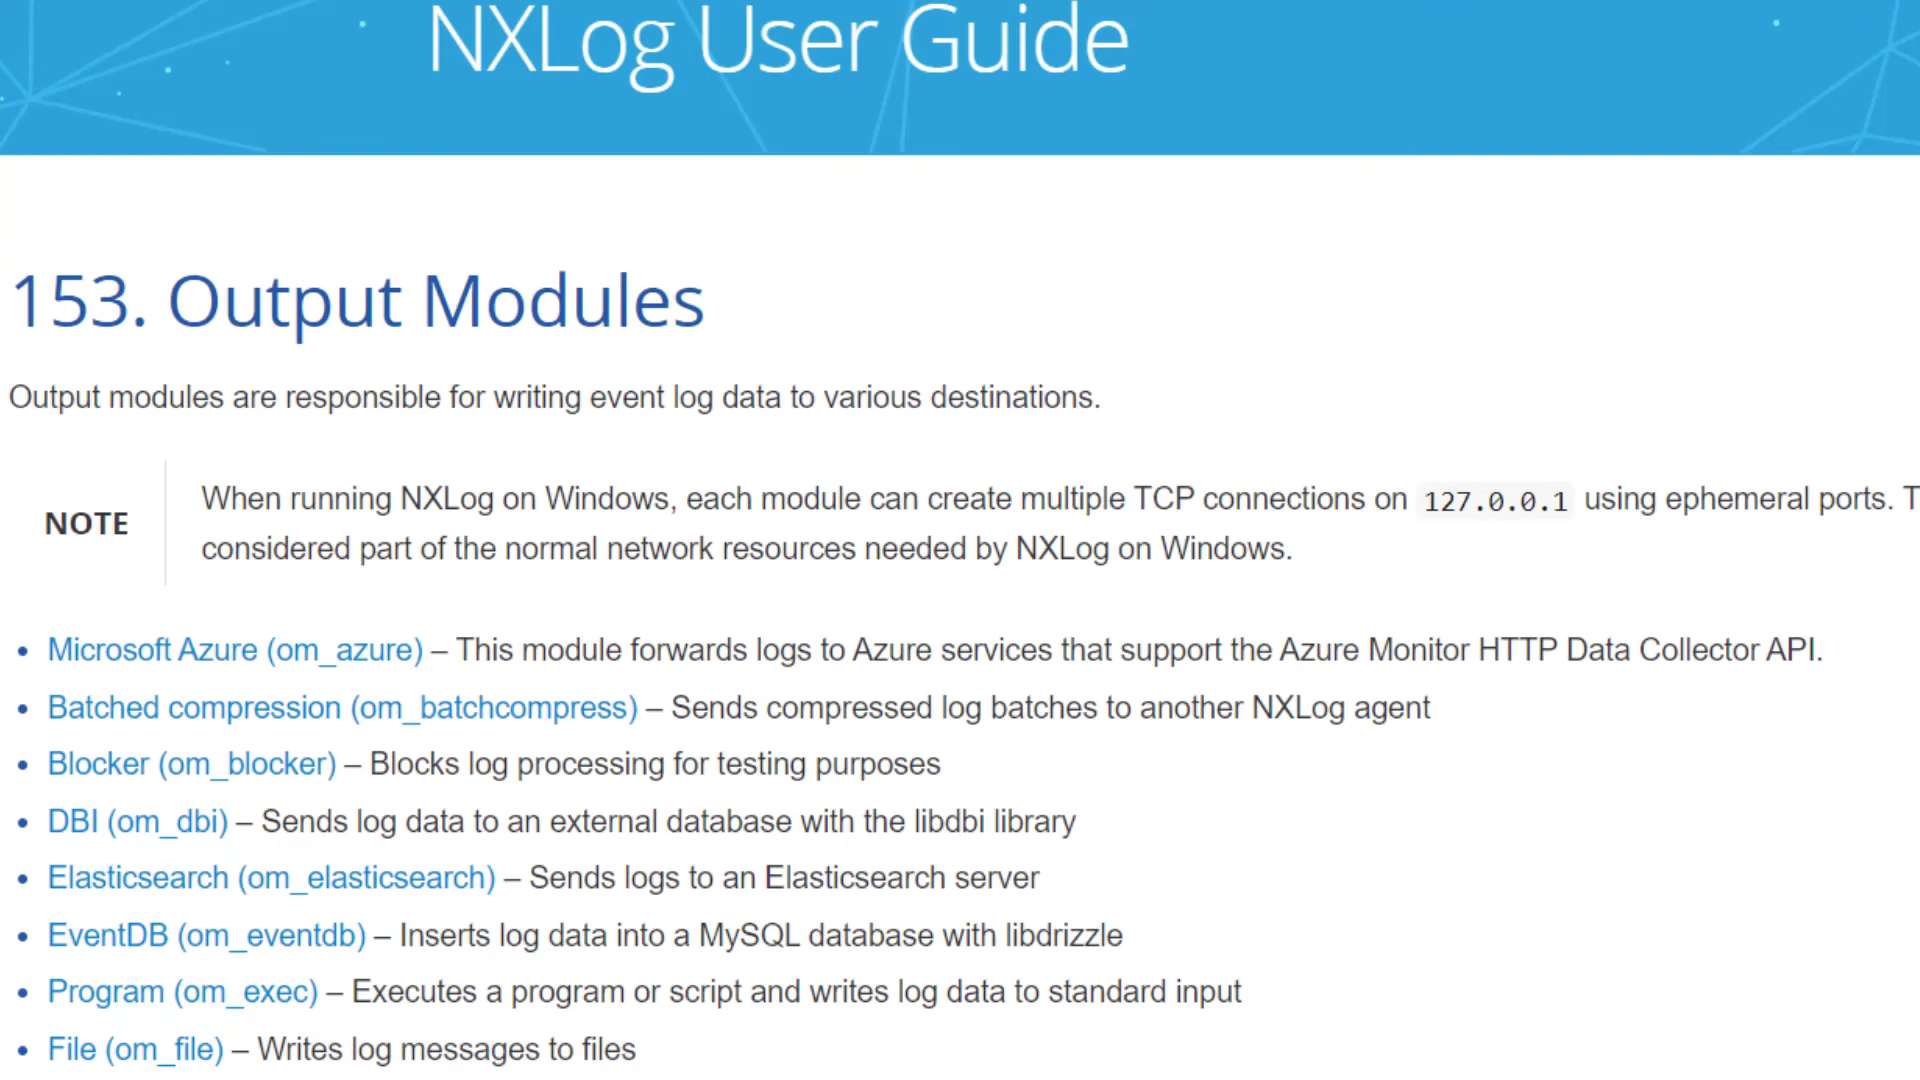 NXLog User Guide
153. Output Modules
Output modules are responsible for writing event log data to various destinations.
NOTE
When running NXLog on Windows, each module can create multiple TCP connections on 127.0.0.1 using ephemeral ports. T
considered part of the normal network resources needed by NXLog on Windows.
• Microsoft Azure (om_azure) – This module forwards logs to Azure services that support the Azure Monitor HTTP Data Collector API.
• Batched compression (om_batchcompress) – Sends compressed log batches to another NXLog agent
• Blocker (om_blocker) – Blocks log processing for testing purposes
• DBI (om_dbi) – Sends log data to an external database with the libdbi library
• Elasticsearch (om_elasticsearch) – Sends logs to an Elasticsearch server
• EventDB (om_eventdb) – Inserts log data into a MySQL database with libdrizzle
• Program (om_exec) – Executes a program or script and writes log data to standard input
• File (om_file) – Writes log messages to files